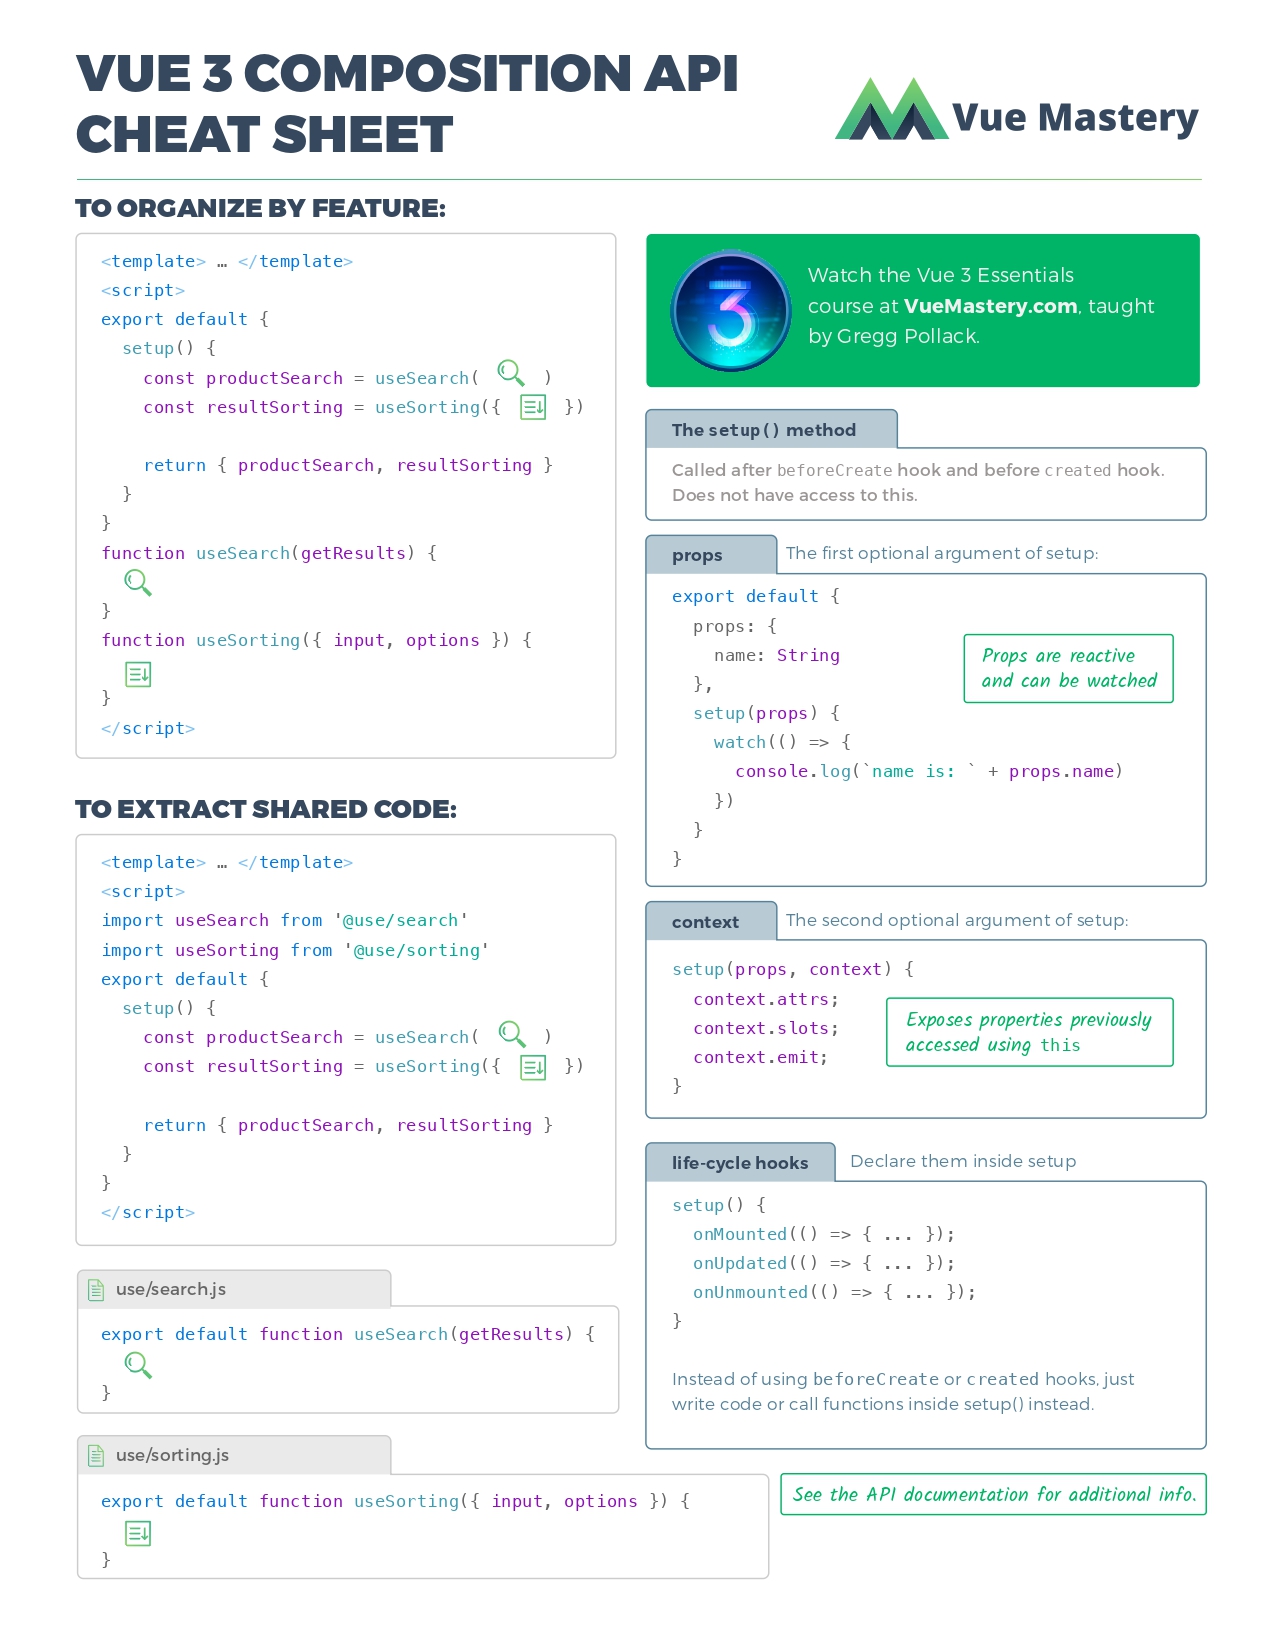 VUE 3 COMPOSITION API
CHEAT SHEET
Vue Mastery
TO ORGANIZE BY FEATURE:
<template> … </template>
<script>
export default {
  setup() {
    const productSearch = useSearch(  )
    const resultSorting = useSorting({  })
    return { productSearch, resultSorting }
  }
}
function useSearch(getResults) {
}
function useSorting({ input, options }) {
}
</script>
TO EXTRACT SHARED CODE:
<template> … </template>
<script>
import useSearch from '@use/search'
import useSorting from '@use/sorting'
export default {
  setup() {
    const productSearch = useSearch(  )
    const resultSorting = useSorting({  })
    return { productSearch, resultSorting }
  }
}
</script>
use/search.js
export default function useSearch(getResults) {
}
use/sorting.js
export default function useSorting({ input, options }) {
}
3
Watch the Vue 3 Essentials
course at VueMastery.com, taught
by Gregg Pollack.
The setup() method
Called after beforeCreate hook and before created hook.
Does not have access to this.
props
The first optional argument of setup:
export default {
  props: {
    name: String
  },
  setup(props) {
    watch(() => {
      console.log(`name is: ` + props.name)
    })
  }
}
Props are reactive
and can be watched
context
The second optional argument of setup:
setup(props, context) {
  context.attrs;
  context.slots;
  context.emit;
}
Exposes properties previously
accessed using this
life-cycle hooks
Declare them inside setup
setup() {
  onMounted(() => { ... });
  onUpdated(() => { ... });
  onUnmounted(() => { ... });
}
Instead of using beforeCreate or created hooks, just
write code or call functions inside setup() instead.
See the API documentation for additional info.